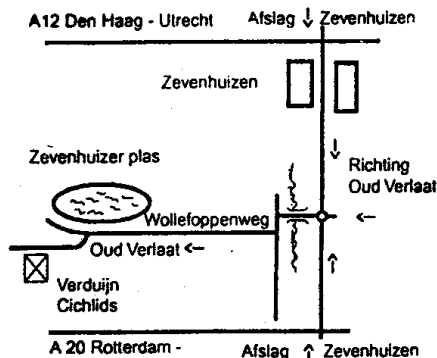 A12 Den Haag - Utrecht Afslag ↓ Zevenhuizen
Zevenhuizen
Zevenhuizer plas
Richting
Oud Verlaat
Wollefoppenweg
Oud Verlaat ←
Verduijn
Cichlids
A 20 Rotterdam - Afslag ↑ Zevenhuizen